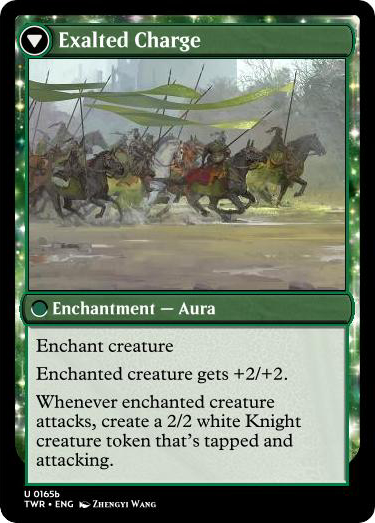 Exalted Charge
Enchantment — Aura
Enchant creature
Enchanted creature gets +2/+2.
Whenever enchanted creature
attacks, create a 2/2 white Knight
creature token that's tapped and
attacking.
U 0165b
TWR • ENG Zhengyi Wang